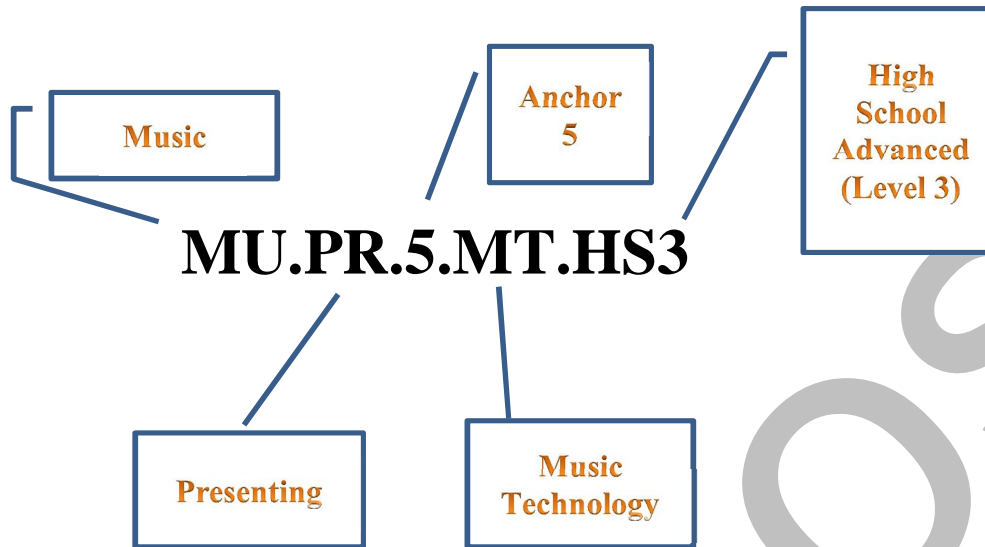 Music
Anchor
5
High
School
Advanced
(Level 3)
MU.PR.5.MT.HS3
Presenting
Music
Technology